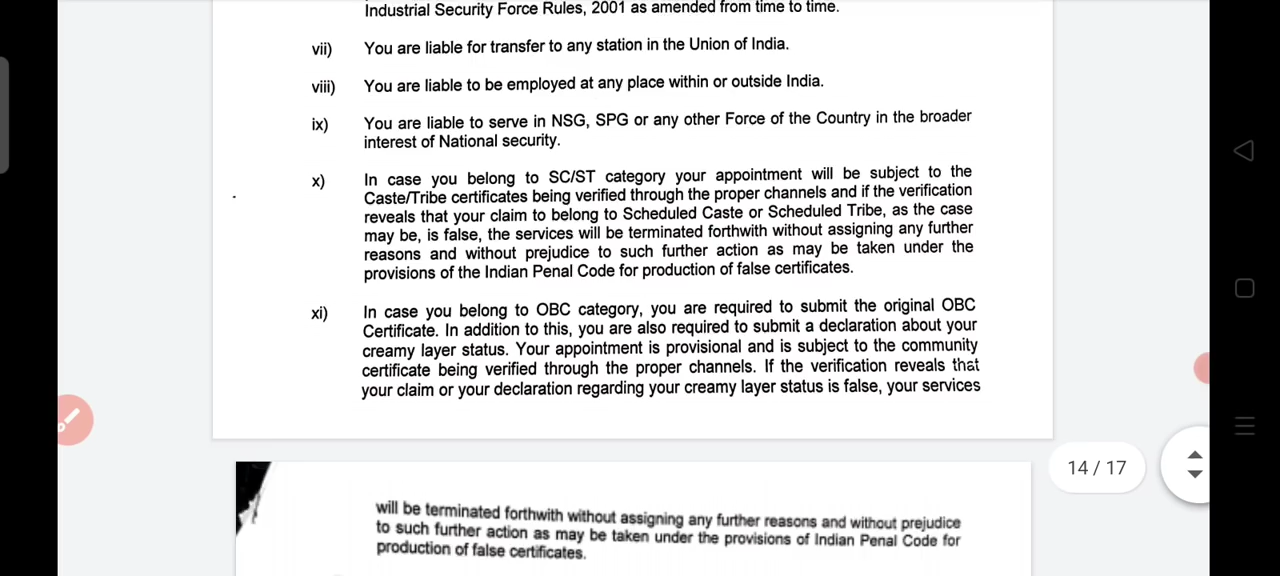 Industrial Security Force Rules, 2001 as amended from time to time.
vii) You are liable for transfer to any station in the Union of India.
viii) You are liable to be employed at any place within or outside India.
ix) You are liable to serve in NSG, SPG or any other Force of the Country in the broader
interest of National security.
x) In case you belong to SC/ST category your appointment will be subject to the
Caste/Tribe certificates being verified through the proper channels and if the verification
reveals that your claim to belong to Scheduled Caste or Scheduled Tribe, as the case
may be, is false, the services will be terminated forthwith without assigning any further
reasons and without prejudice to such further action as may be taken under the
provisions of the Indian Penal Code for production of false certificates.
xi) In case you belong to OBC category, you are required to submit the original OBC
Certificate. In addition to this, you are also required to submit a declaration about your
creamy layer status. Your appointment is provisional and is subject to the community
certificate being verified through the proper channels. If the verification reveals that
your claim or your declaration regarding your creamy layer status is false, your services
14 / 17
will be terminated forthwith without assigning any further reasons and without prejudice
to such further action as may be taken under the provisions of Indian Penal Code for
production of false certificates.